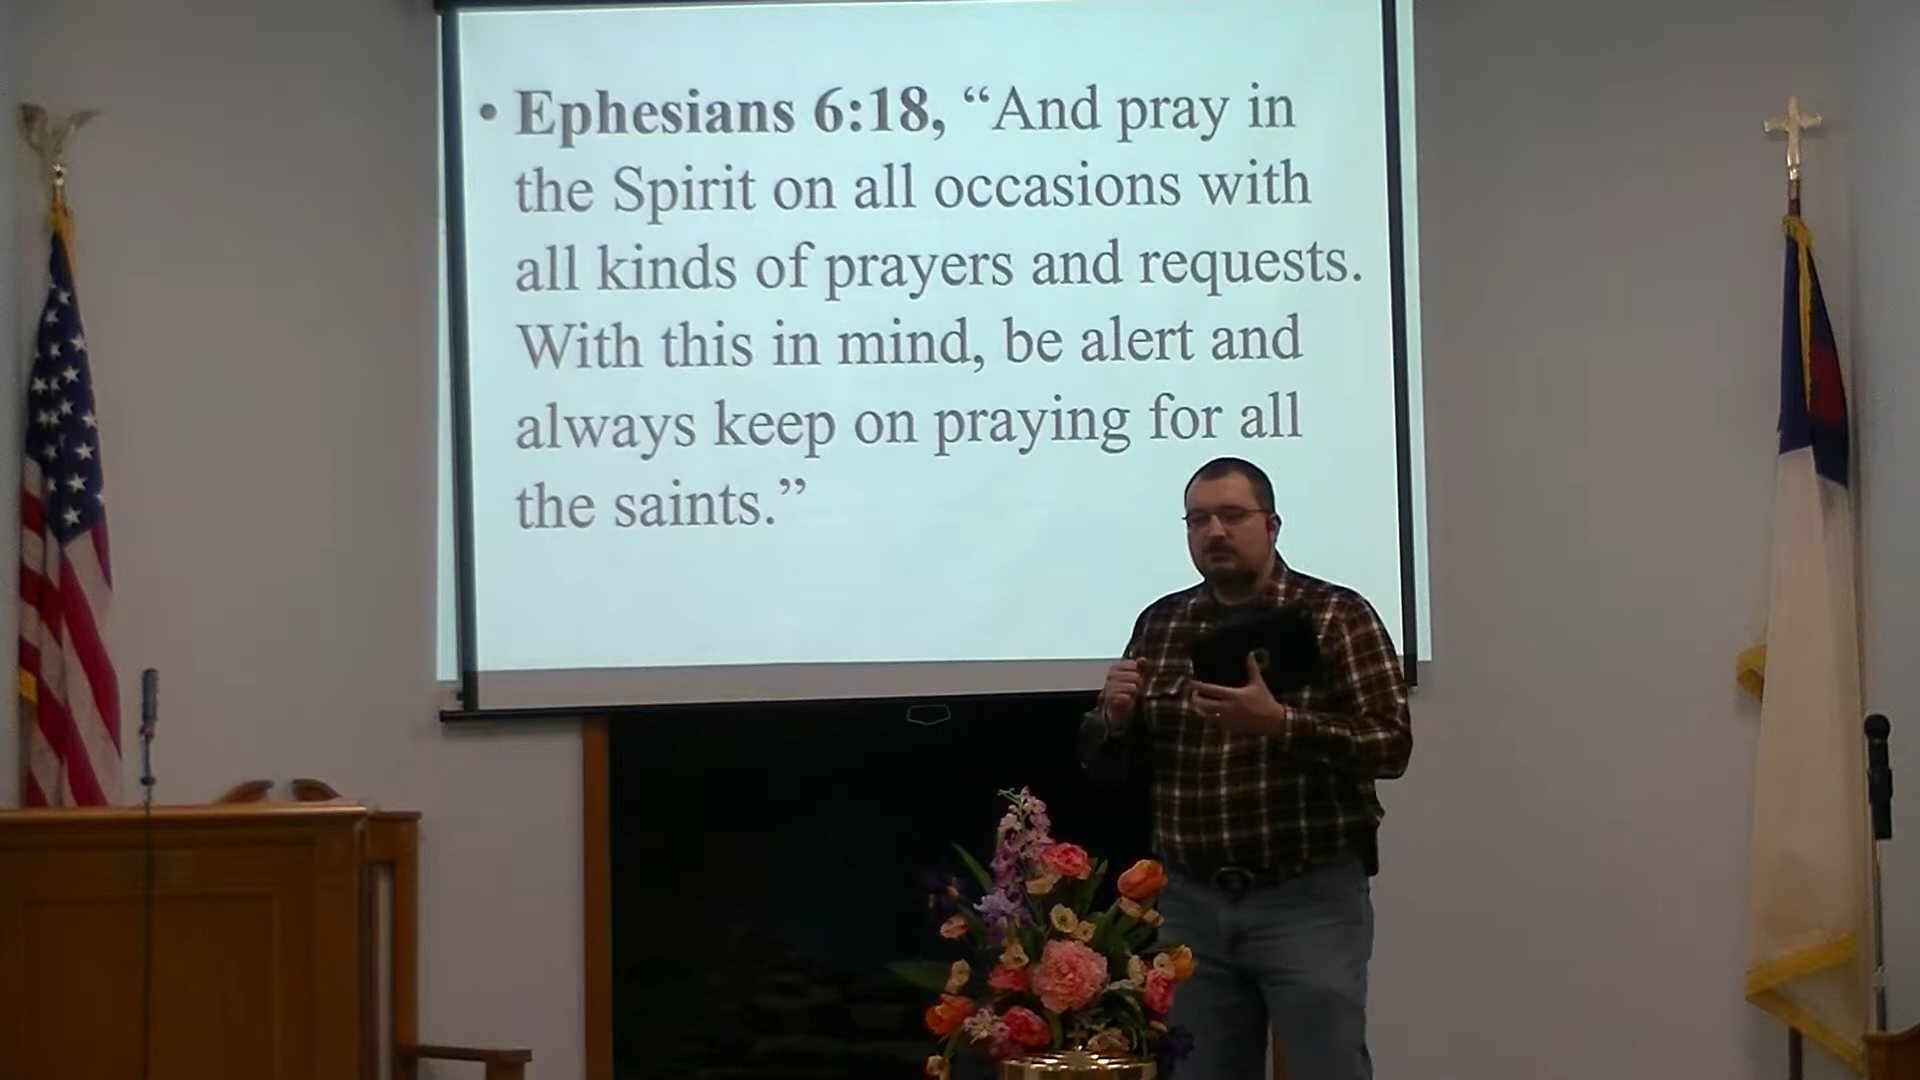 • Ephesians 6:18, “And pray in
the Spirit on all occasions with
all kinds of prayers and requests.
With this in mind, be alert and
always keep on praying for all
the saints.”